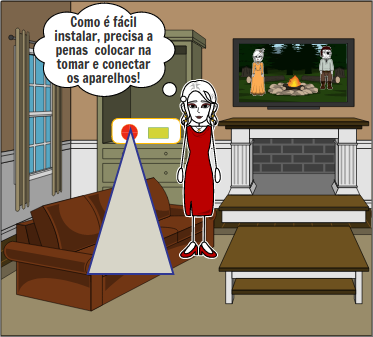 Como é fácil
instalar, precisa a
penas colocar na
tomar e conectar
os aparelhos!